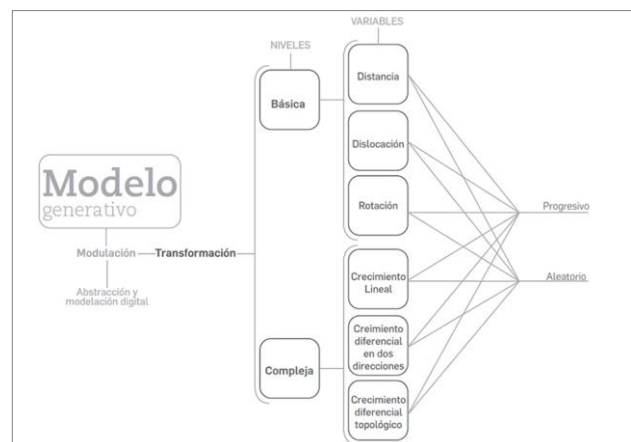 VARIABLES
NIVELES
Distancia
Básica
Dislocación
Modelo
generativo
Rotación
Progresivo
Modulación
Transformación
Crecimiento
Lineal
Aleatorio
Abstracción y
modelación digital
Creimiento
diferencial
en dos
direcciones
Compleja
Crecimiento
diferencial
topológico